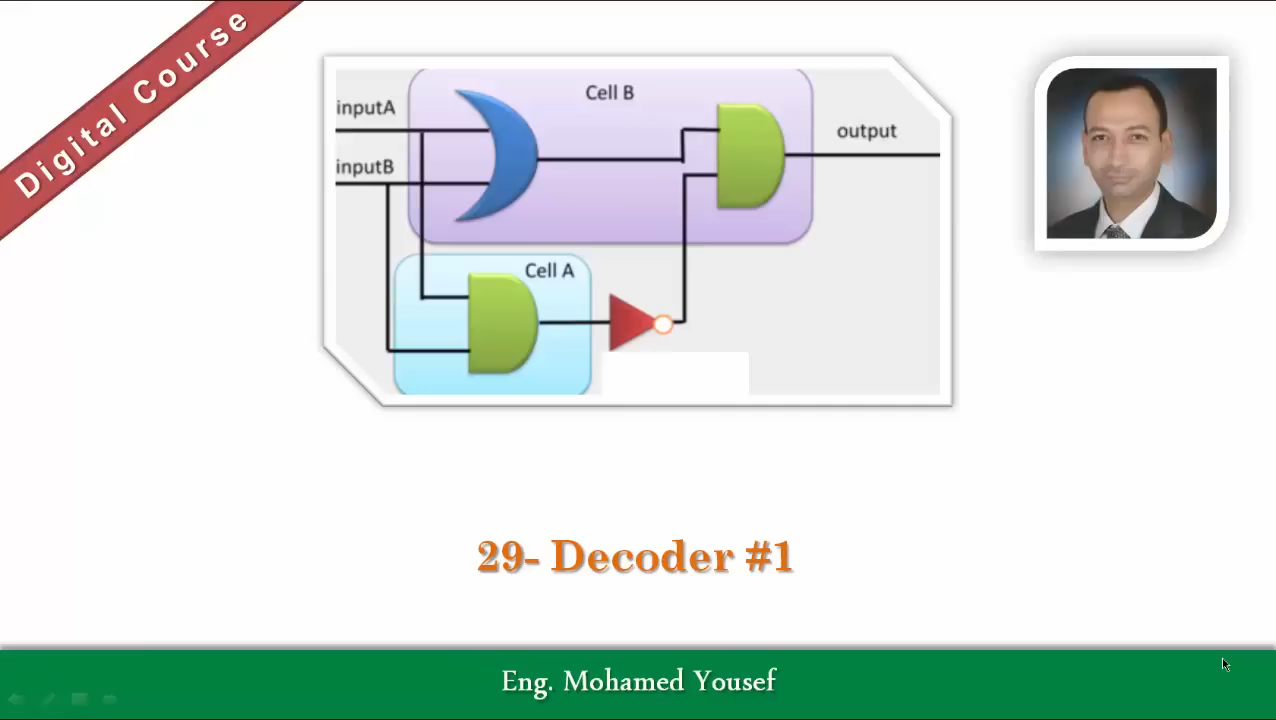 Digital Course
Cell B
inputA
output
inputB
Cell A
29- Decoder #1
Eng. Mohamed Yousef